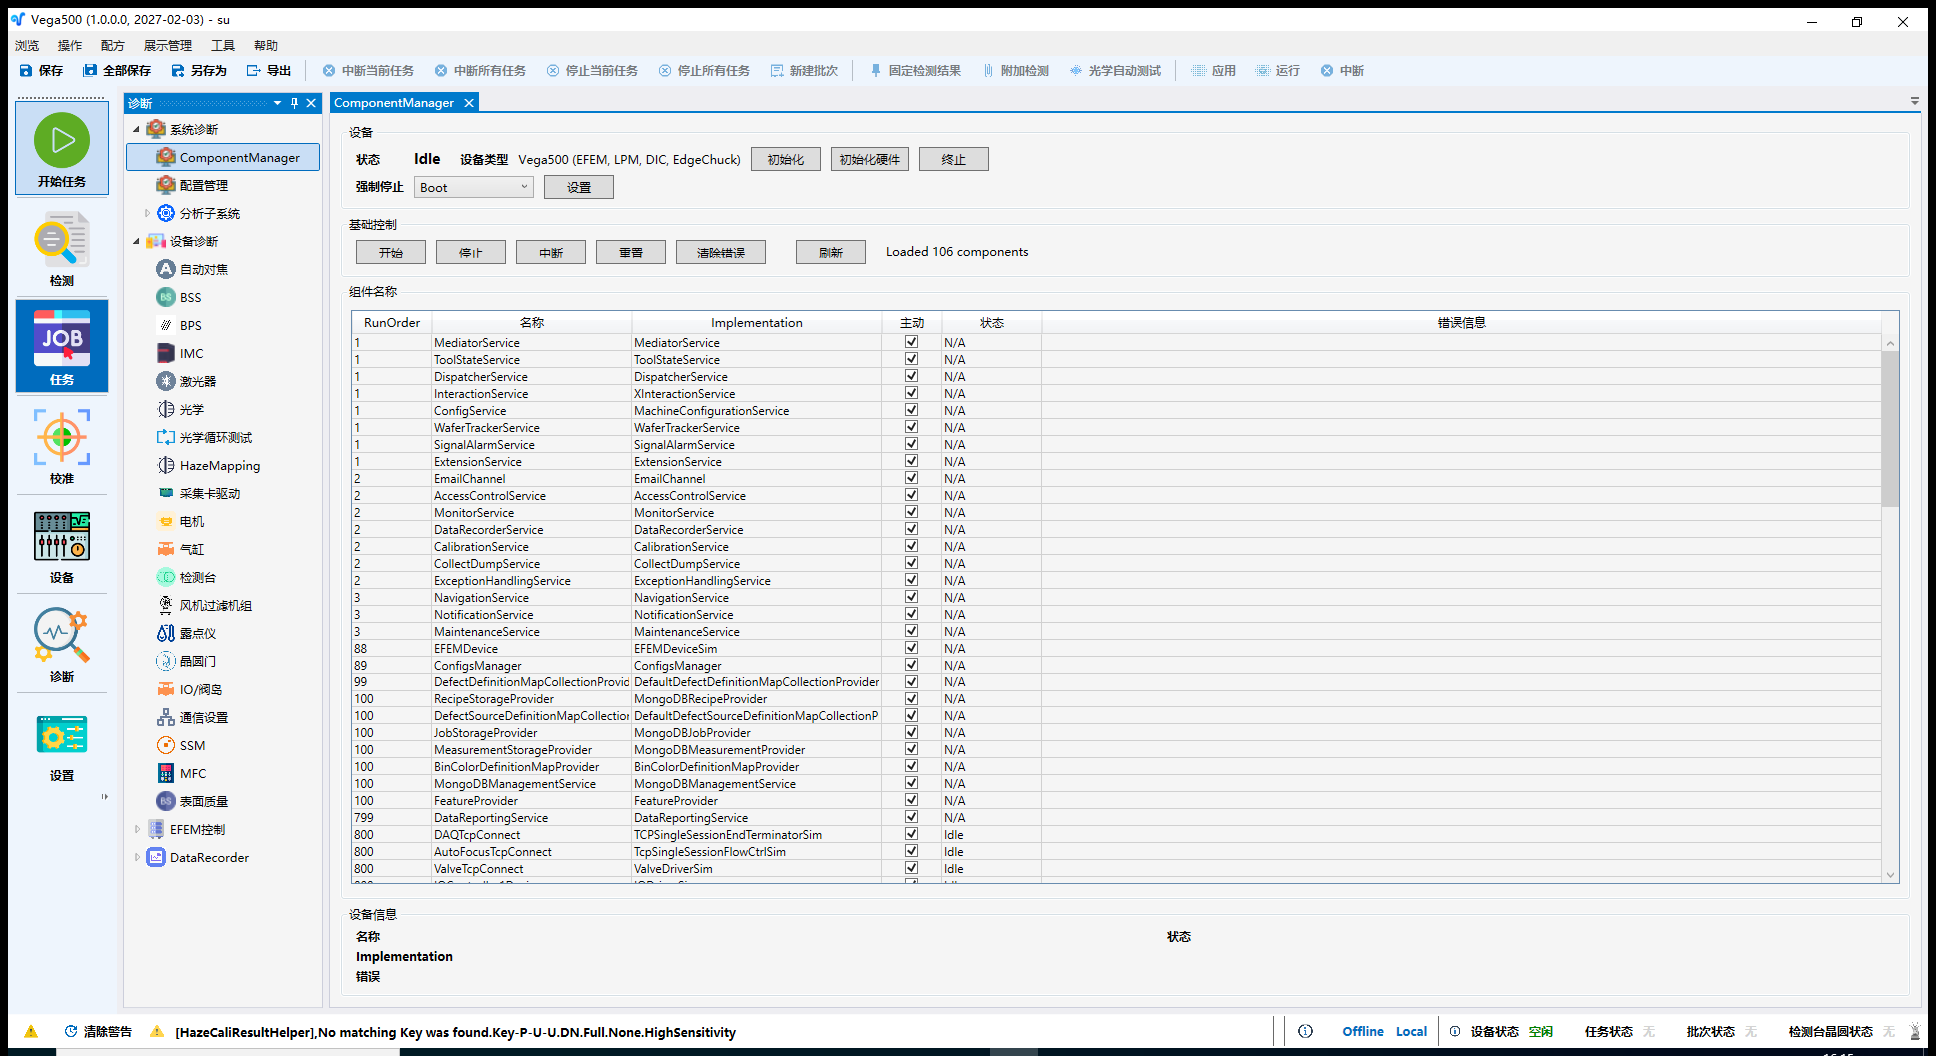 Vega500 (1.0.0.0, 2027-02-03) - su
浏览 操作 配方 展示管理 工具 帮助
保存 全部保存 另存为 导出 中断当前任务 中断所有任务 停止当前任务 停止所有任务 新建批次 固定检测结果 附加检测 光学自动测试 应用 运行 中断
开始任务
检测
JOB
任务
校准
设备
诊断
设置
诊断
系统诊断
ComponentManager
配置管理
分析子系统
设备诊断
自动对焦
BSS
BPS
IMC
激光器
光学
光学循环测试
HazeMapping
采集卡驱动
电机
气缸
检测台
风机过滤机组
露点仪
晶圆门
IO/阀岛
通信设置
SSM
MFC
表面质量
EFEM控制
DataRecorder
ComponentManager
设备
状态 Idle 设备类型 Vega500 (EFEM, LPM, DIC, EdgeChuck) 初始化 初始化硬件 终止
强制停止 Boot 设置
基础控制
开始 停止 中断 重置 清除错误 刷新 Loaded 106 components
组件名称
RunOrder 名称 Implementation 主动 状态 错误信息
1 MediatorService MediatorService N/A
1 ToolStateService ToolStateService N/A
1 DispatcherService DispatcherService N/A
1 InteractionService XInteractionService N/A
1 ConfigService MachineConfigurationService N/A
1 WaferTrackerService WaferTrackerService N/A
1 SignalAlarmService SignalAlarmService N/A
1 ExtensionService ExtensionService N/A
2 EmailChannel EmailChannel N/A
2 AccessControlService AccessControlService N/A
2 MonitorService MonitorService N/A
2 DataRecorderService DataRecorderService N/A
2 CalibrationService CalibrationService N/A
2 CollectDumpService CollectDumpService N/A
2 ExceptionHandlingService ExceptionHandlingService N/A
3 NavigationService NavigationService N/A
3 NotificationService NotificationService N/A
3 MaintenanceService MaintenanceService N/A
88 EFEMDevice EFEMDeviceSim N/A
89 ConfigsManager ConfigsManager N/A
99 DefectDefinitionMapCollectionProvid DefaultDefectDefinitionMapCollectionProvider N/A
100 RecipeStorageProvider MongoDBRecipeProvider N/A
100 DefectSourceDefinitionMapCollection DefaultDefectSourceDefinitionMapCollectionP N/A
100 JobStorageProvider MongoDBJobProvider N/A
100 MeasurementStorageProvider MongoDBMeasurementProvider N/A
100 BinColorDefinitionMapProvider BinColorDefinitionMapProvider N/A
100 MongoDBManagementService MongoDBManagementService N/A
100 FeatureProvider FeatureProvider N/A
799 DataReportingService DataReportingService N/A
800 DAQTcpConnect TCPSingleSessionEndTerminatorSim Idle
800 AutoFocusTcpConnect TcpSingleSessionFlowCtrlSim Idle
800 ValveTcpConnect ValveDriverSim Idle
设备信息
名称 状态
Implementation
错误
清除警告 [HazeCaliResultHelper],No matching Key was found.Key-P-U-U.DN.Full.None.HighSensitivity Offline Local 设备状态 空闲 任务状态 无 批次状态 无 检测台晶圆状态 无